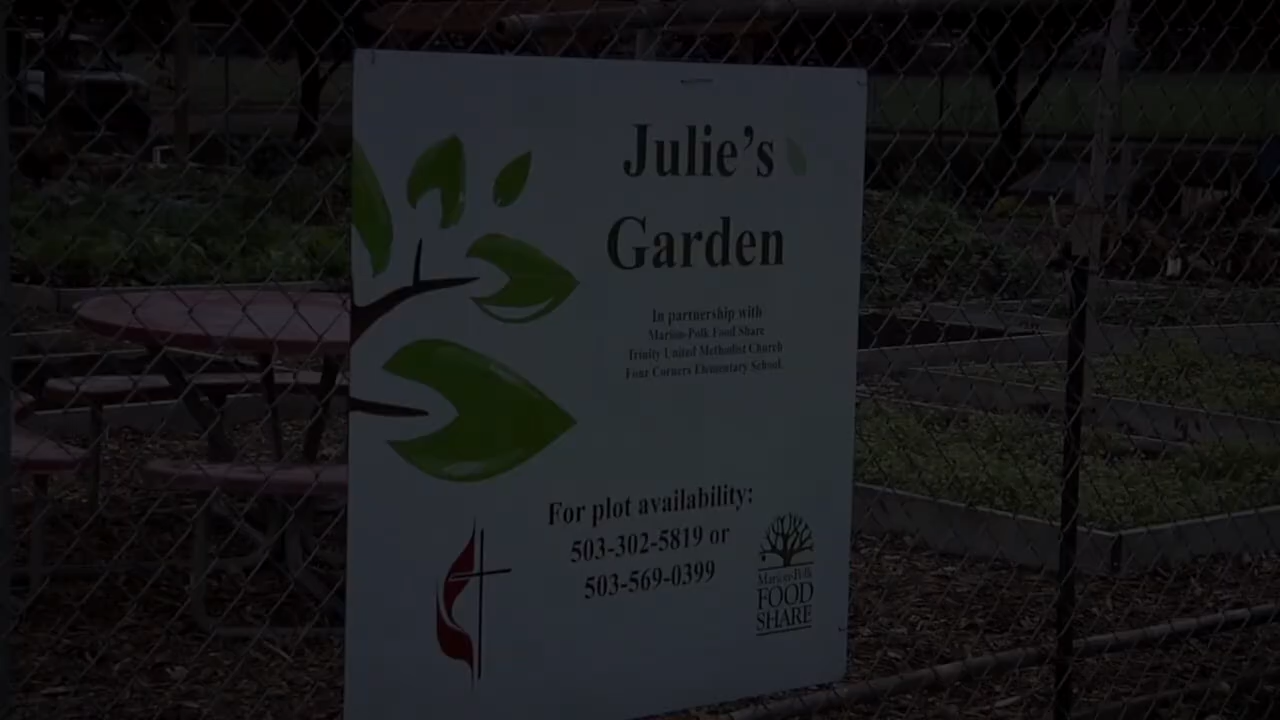 Julie's
Garden
In partnership with
Marion-Polk Food Share
Trinity United Methodist Church
Four Corners Elementary School
For plot availability:
503-302-5819 or
503-569-0399
Marion-Polk
FOOD
SHARE